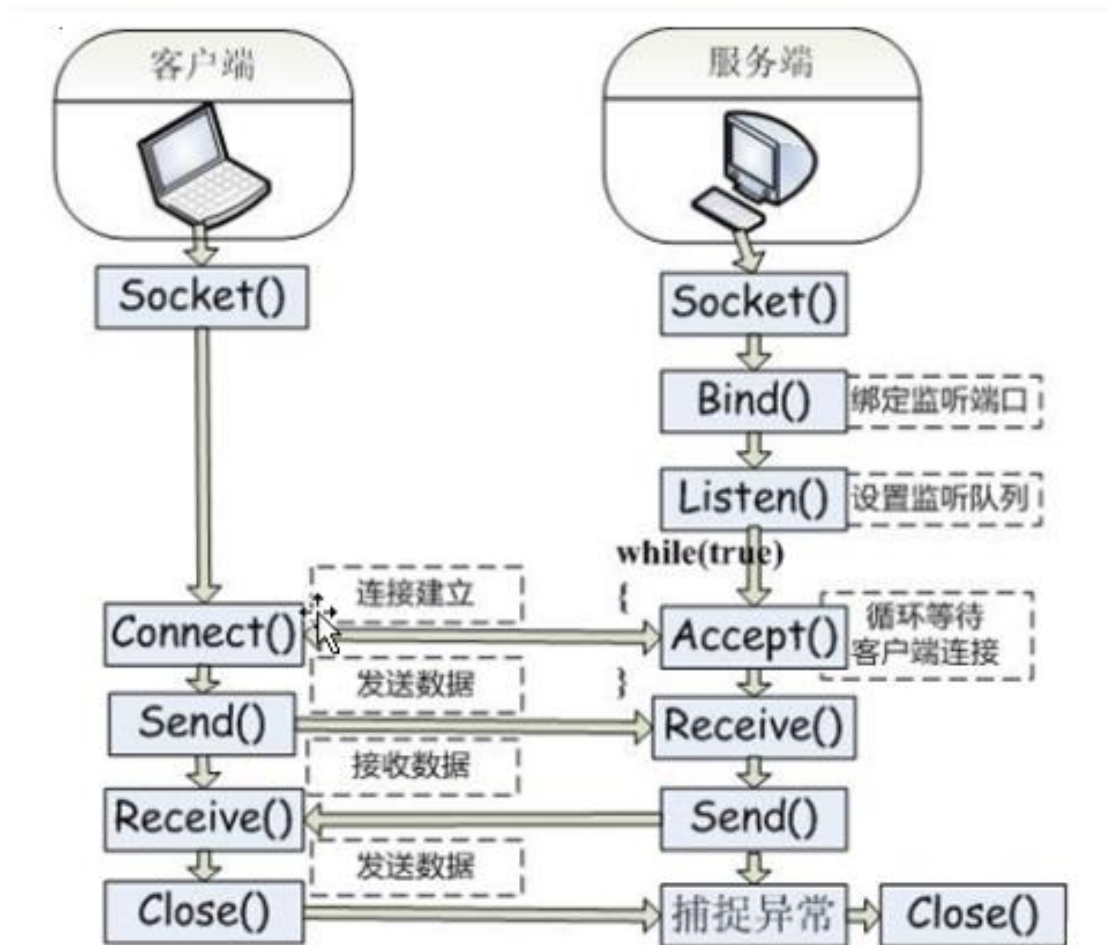 客户端
服务端
Socket()
Socket()
Bind()
绑定监听端口
Listen()
设置监听队列
while(true)
{
连接建立
Connect()
Accept()
循环等待
客户端连接
发送数据
}
Send()
Receive()
接收数据
Receive()
Send()
发送数据
Close()
捕捉异常
Close()